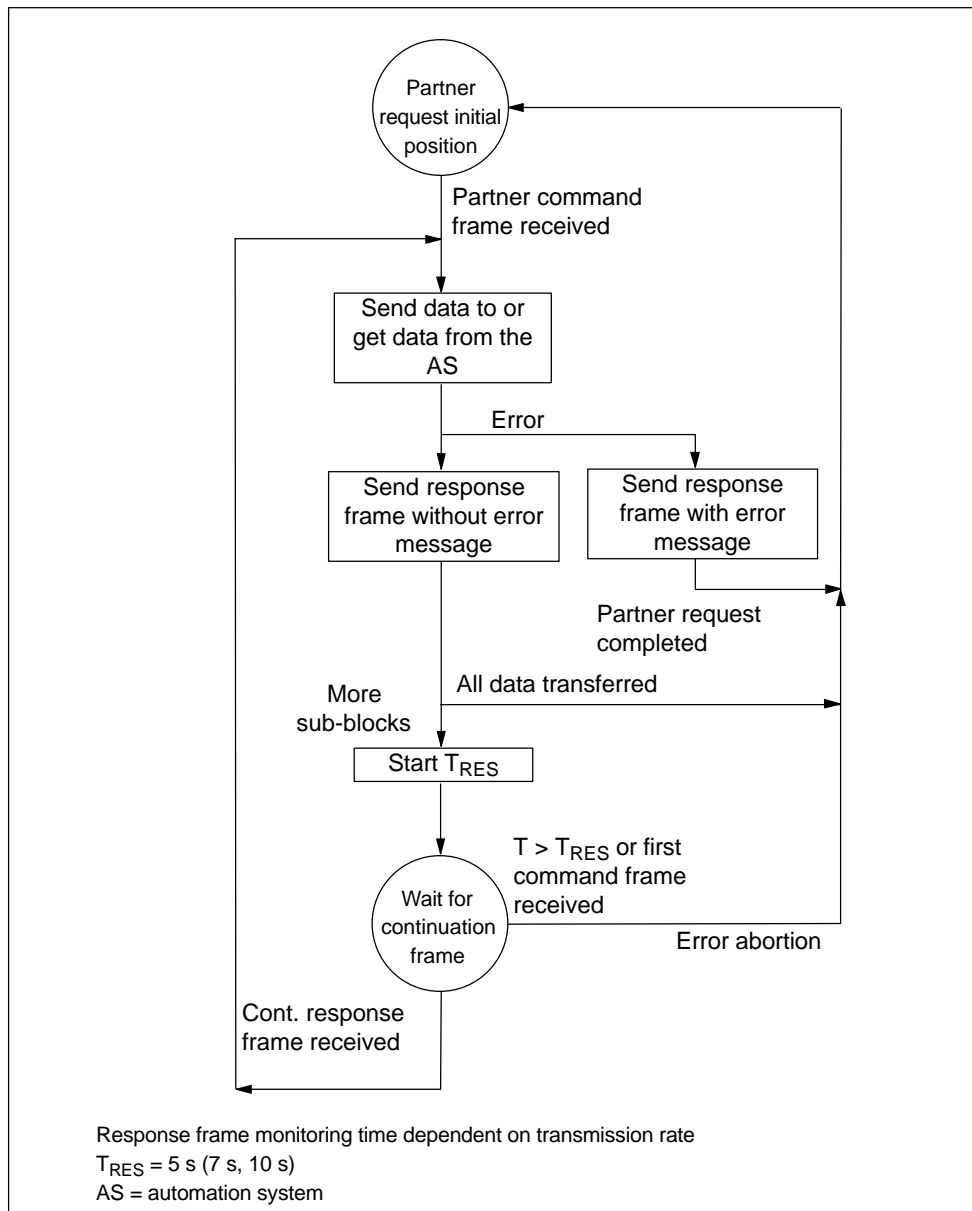 Partner
request initial
position
Partner command
frame received
Send data to or
get data from the
AS
Error
Send response
frame without error
message
Send response
frame with error
message
Partner request
completed
All data transferred
More
sub-blocks
Start TRES
T > TRES or first
command frame
received
Wait for
continuation
frame
Error abortion
Cont. response
frame received
Response frame monitoring time dependent on transmission rate
TRES = 5 s (7 s, 10 s)
AS = automation system